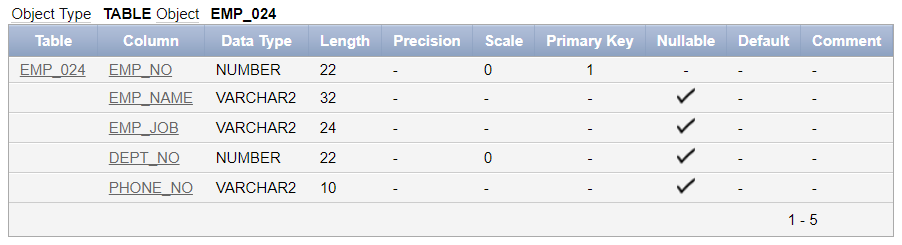 Object Type TABLE Object EMP_024
Table Column Data Type Length Precision Scale Primary Key Nullable Default Comment
EMP_024 EMP_NO NUMBER 22 - 0 1 - - -
EMP_NAME VARCHAR2 32 - - - ✓ - -
EMP_JOB VARCHAR2 24 - - - ✓ - -
DEPT_NO NUMBER 22 - 0 - ✓ - -
PHONE_NO VARCHAR2 10 - - - ✓ - -
1 - 5